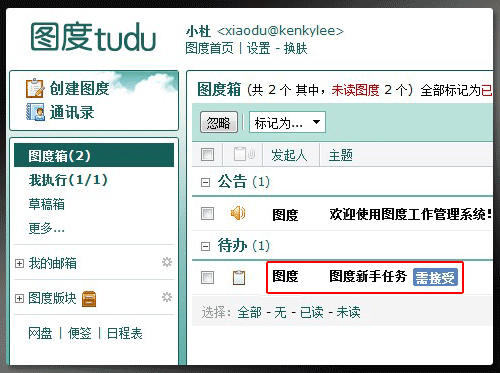 图度tudu
小杜 <xiaodu@kenkylee>
图度首页 | 设置 - 换肤
创建图度
通讯录
图度箱(2)
我执行(1/1)
草稿箱
更多...
我的邮箱
图度版块
网盘 | 便签 | 日程表
图度箱 (共 2 个 其中, 未读图度 2 个) 全部标记为已
忽略 标记为...
发起人 主题
公告 (1)
图度 欢迎使用图度工作管理系统!
待办 (1)
图度 图度新手任务 需接受
选择: 全部 - 无 - 已读 - 未读